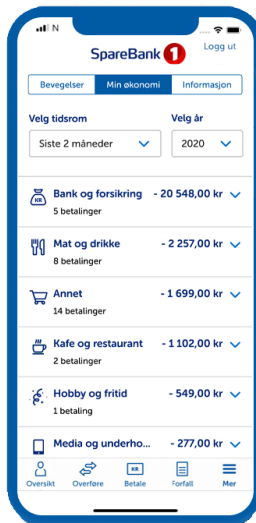 N
SpareBank 1
Logg ut
Bevegelser Min økonomi Informasjon
Velg tidsrom Velg år
Siste 2 måneder 2020
Bank og forsikring - 20 548,00 kr
KR
5 betalinger
Mat og drikke - 2 257,00 kr
8 betalinger
Annet - 1 699,00 kr
14 betalinger
Kafe og restaurant - 1 102,00 kr
2 betalinger
Hobby og fritid - 549,00 kr
1 betaling
Media og underho... - 277,00 kr
KR
Oversikt Overføre Betale Forfall Mer